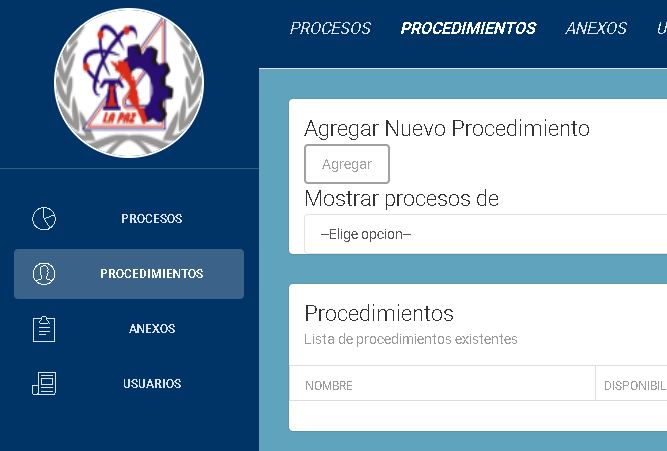 LA PAZ
PROCESOS PROCEDIMIENTOS ANEXOS U
PROCESOS
PROCEDIMIENTOS
ANEXOS
USUARIOS
Agregar Nuevo Procedimiento
Agregar
Mostrar procesos de
--Elige opcion--
Procedimientos
Lista de procedimientos existentes
NOMBRE DISPONIBIL